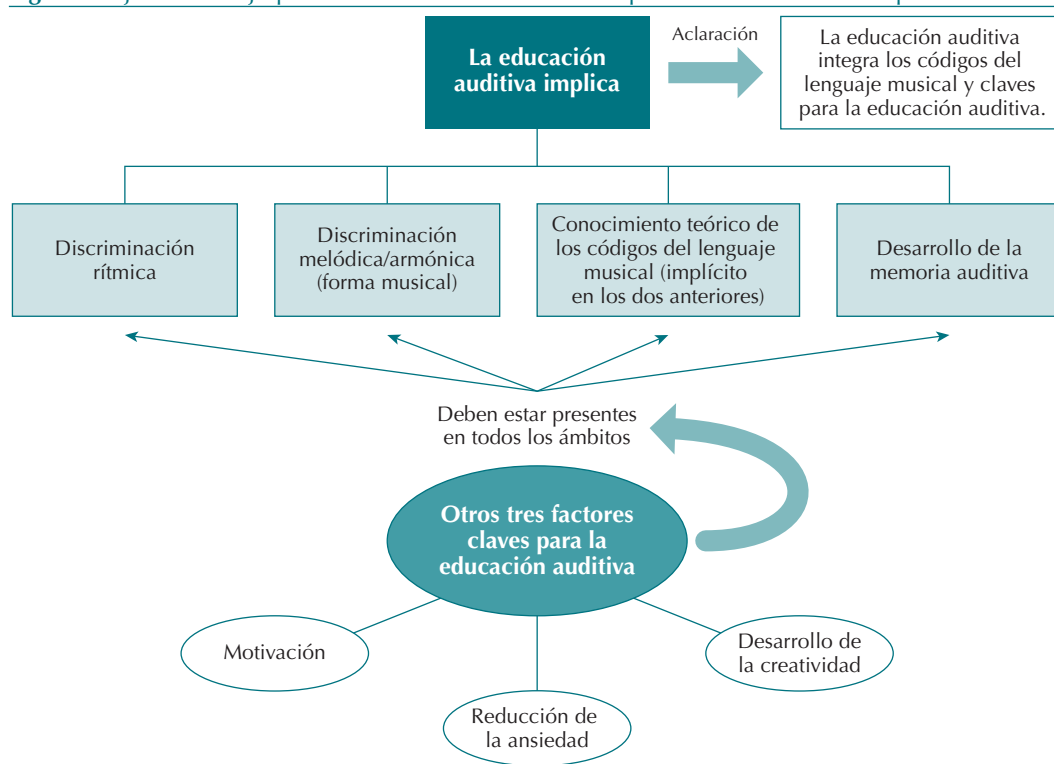 La educación
auditiva implica
Aclaración
La educación auditiva
integra los códigos del
lenguaje musical y claves
para la educación auditiva.
Discriminación
rítmica
Discriminación
melódica/armónica
(forma musical)
Conocimiento teórico de
los códigos del lenguaje
musical (implícito
en los dos anteriores)
Desarrollo de la
memoria auditiva
Deben estar presentes
en todos los ámbitos
Otros tres factores
claves para la
educación auditiva
Motivación
Reducción de
la ansiedad
Desarrollo de
la creatividad